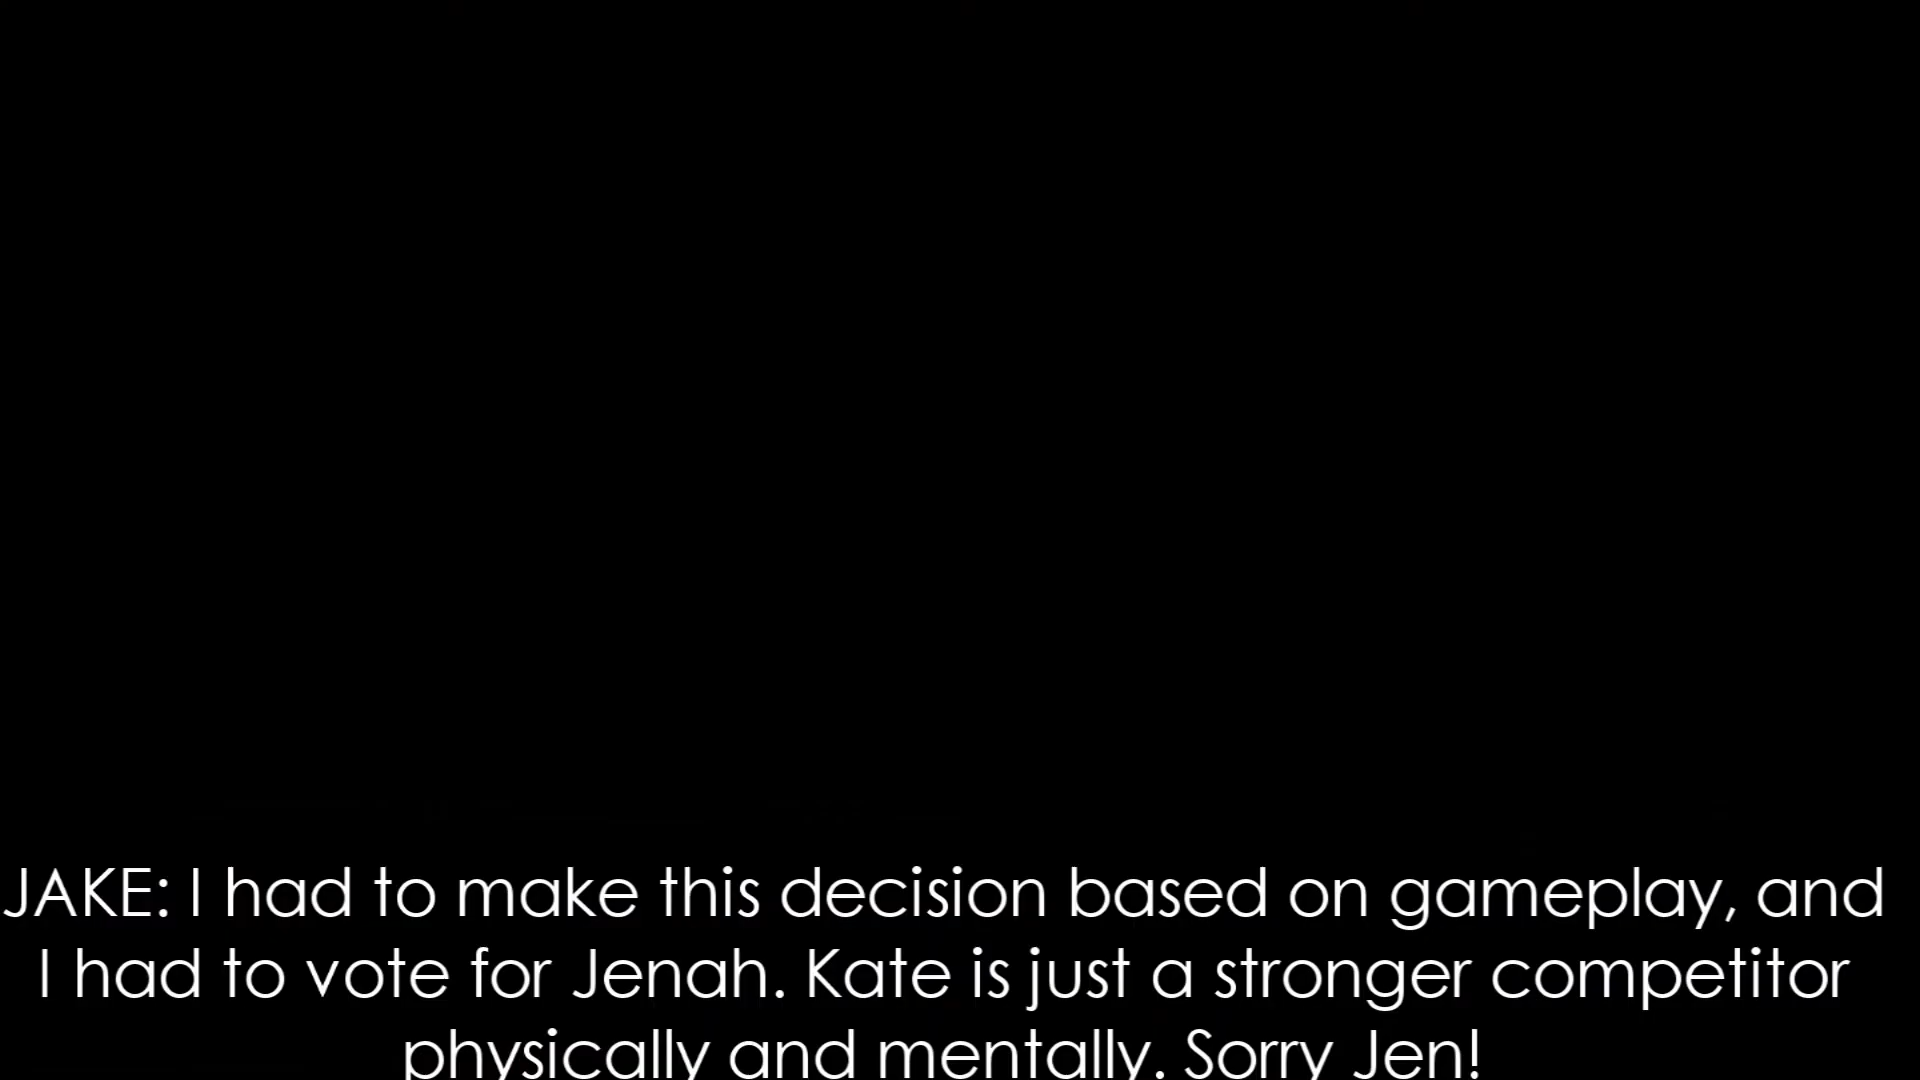 JAKE: I had to make this decision based on gameplay, and
I had to vote for Jenah. Kate is just a stronger competitor
physically and mentally. Sorry Jen!